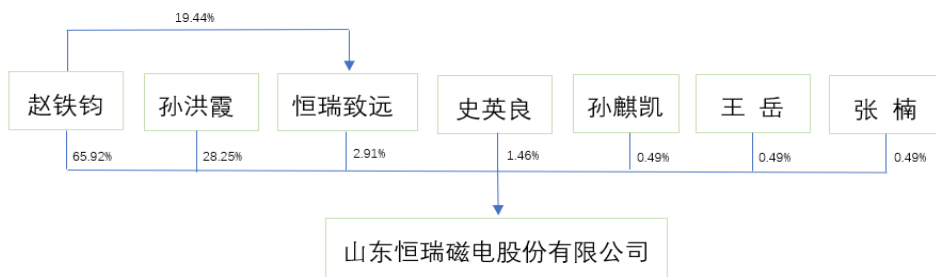 19.44%
赵铁钧
孙洪霞
恒瑞致远
史英良
孙麒凯
王 岳
张 楠
65.92%
28.25%
2.91%
1.46%
0.49%
0.49%
0.49%
山东恒瑞磁电股份有限公司